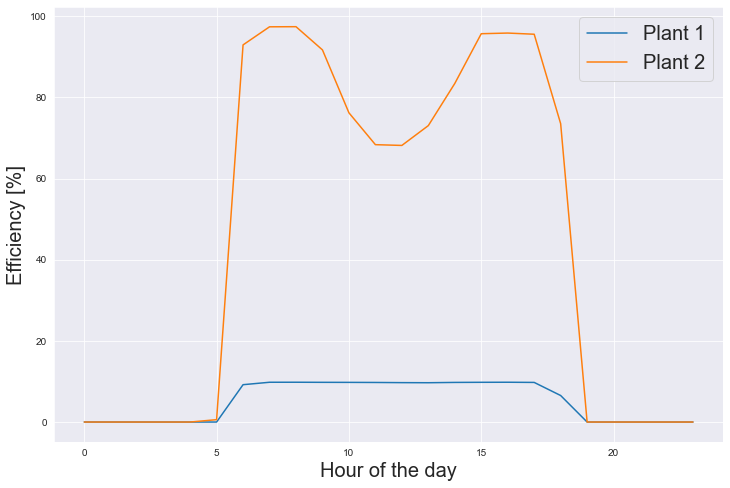 100
80
60
40
20
0
Efficiency [%]
0 5 10 15 20
Hour of the day
Plant 1
Plant 2